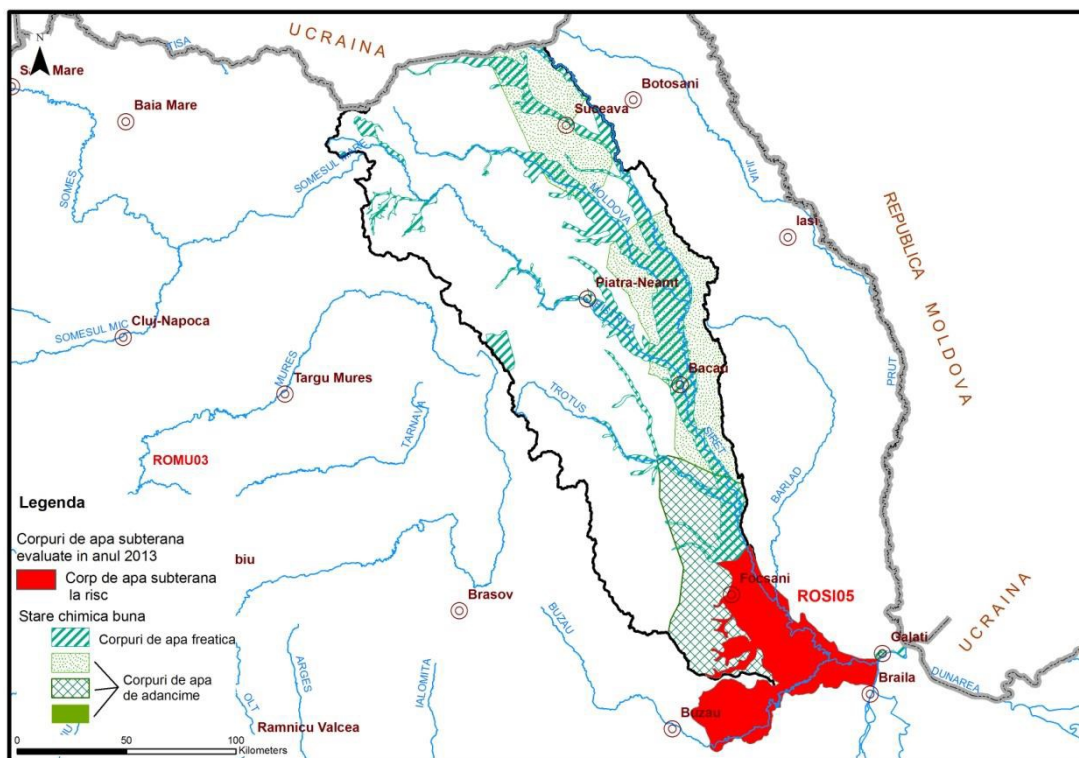 UCRAINA
N
TISA
Mare
Baia Mare
Botosani
Suceava
SOMES
SOMESUL MARE
JIJIA
MOLDOVA
Iasi
REPUBLICA MOLDOVA
Piatra-Neamt
SOMESUL MIC
Cluj-Napoca
PRUT
MURES
Targu Mures
Bacau
TROTUS
TARNAVA
SIRET
ROMU03
BARLAD
Legenda
Corpuri de apa subterana
evaluate in anul 2013
Corp de apa subterana
la risc
Stare chimica buna
Corpuri de apa freatica
Corpuri de apa
de adancime
biu
Brasov
BUZAU
Focsani
ROSI05
UCRAINA
Galati
DUNAREA
Braila
OLT
ARGES
IALOMITA
Buzau
Ramnicu Valcea
0 50 100
Kilometers